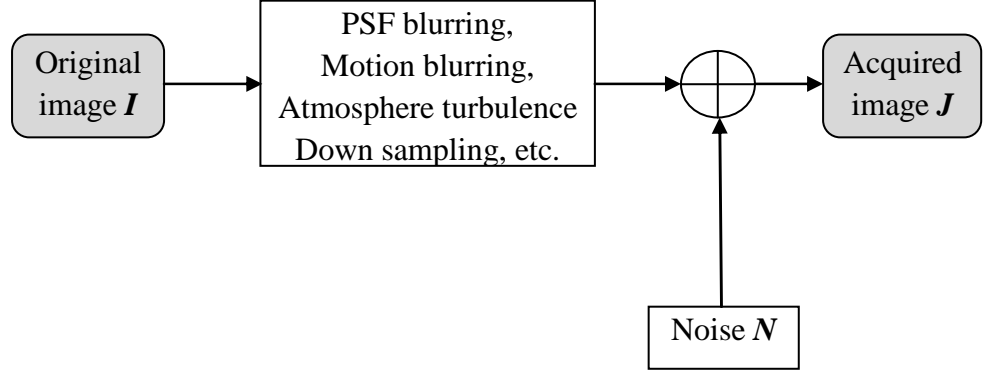 Original
image I
PSF blurring,
Motion blurring,
Atmosphere turbulence
Down sampling, etc.
Acquired
image J
Noise N